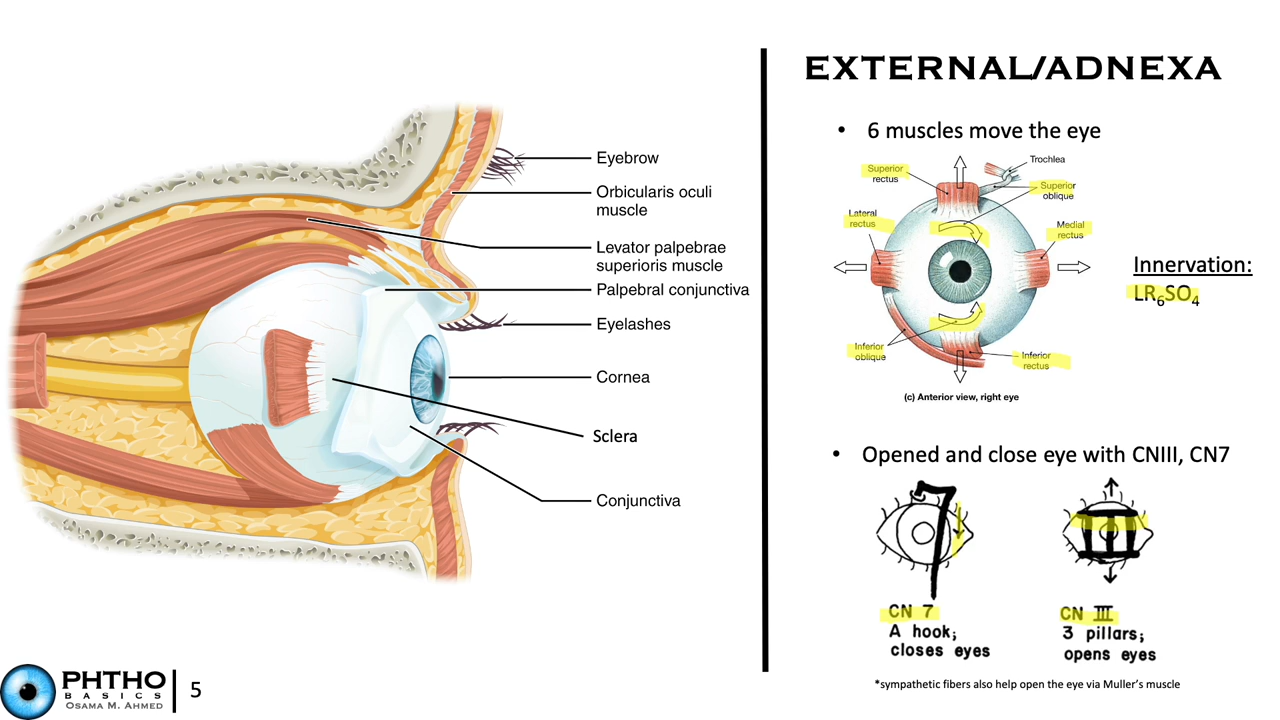 EXTERNAL/ADNEXA
Eyebrow
Orbicularis oculi
muscle
Levator palpebrae
superioris muscle
Palpebral conjunctiva
Eyelashes
Cornea
Sclera
Conjunctiva
• 6 muscles move the eye
Trochlea
Superior
rectus
Superior
oblique
Lateral
rectus
Medial
rectus
Inferior
oblique
Inferior
rectus
(c) Anterior view, right eye
Innervation:
LR6SO4
• Opened and close eye with CNIII, CN7
7
III
CN 7
A hook;
closes eyes
CN III
3 pillars;
opens eyes
*sympathetic fibers also help open the eye via Muller's muscle
PHTHO
BASICS
OSAMA M. AHMED
5